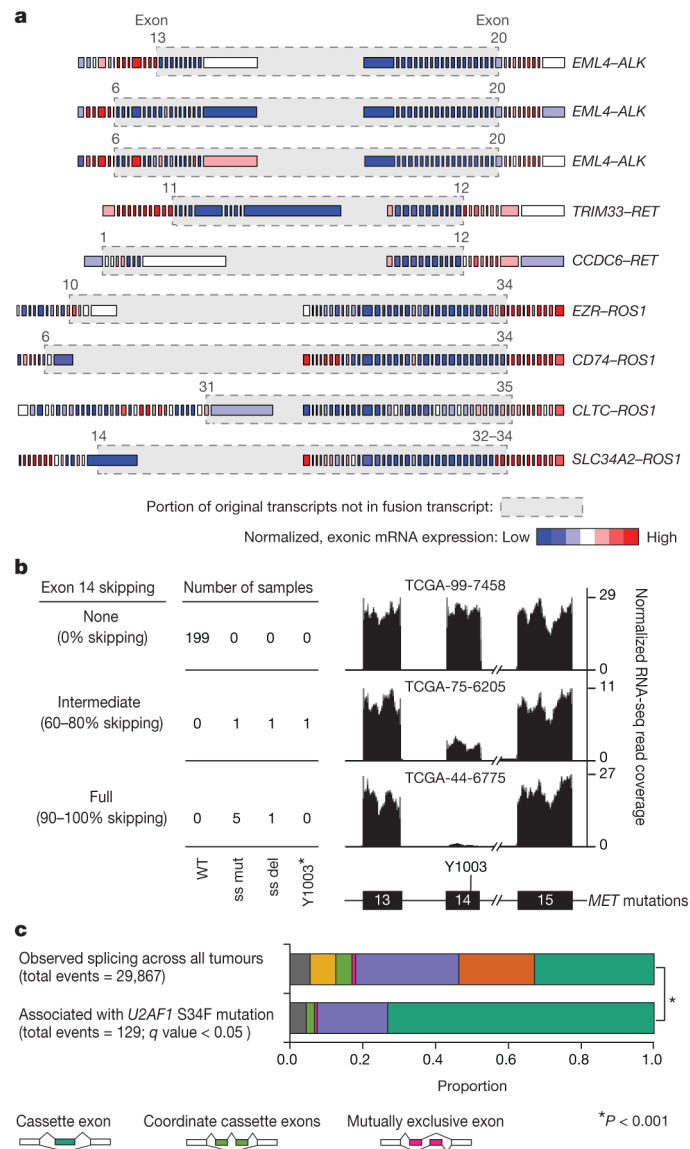 a
Exon
Exon
13
20
EML4–ALK
6
20
EML4–ALK
6
20
EML4–ALK
11
12
TRIM33–RET
1
12
CCDC6–RET
10
34
EZR–ROS1
6
34
CD74–ROS1
31
35
CLTC–ROS1
14
32–34
SLC34A2–ROS1
Portion of original transcripts not in fusion transcript:
Normalized, exonic mRNA expression: Low
High
b
Exon 14 skipping
Number of samples
None
(0% skipping)
199 0 0 0
Intermediate
(60–80% skipping)
0 1 1 1
Full
(90–100% skipping)
0 5 1 0
WT
ss mut
ss del
Y1003*
TCGA-99-7458
29
0
TCGA-75-6205
11
0
TCGA-44-6775
27
0
Normalized RNA-seq read coverage
Y1003
13
14
15
MET mutations
c
Observed splicing across all tumours
(total events = 29,867)
Associated with U2AF1 S34F mutation
(total events = 129; q value < 0.05 )
*
0.0 0.2 0.4 0.6 0.8 1.0
Proportion
Cassette exon
Coordinate cassette exons
Mutually exclusive exon
*P < 0.001